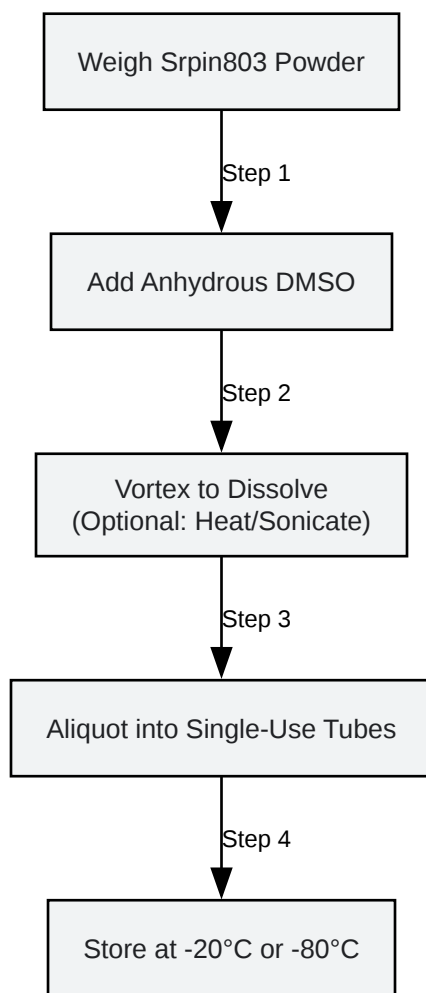 Weigh Srpin803 Powder
Step 1
Add Anhydrous DMSO
Step 2
Vortex to Dissolve
(Optional: Heat/Sonicate)
Step 3
Aliquot into Single-Use Tubes
Step 4
Store at -20°C or -80°C